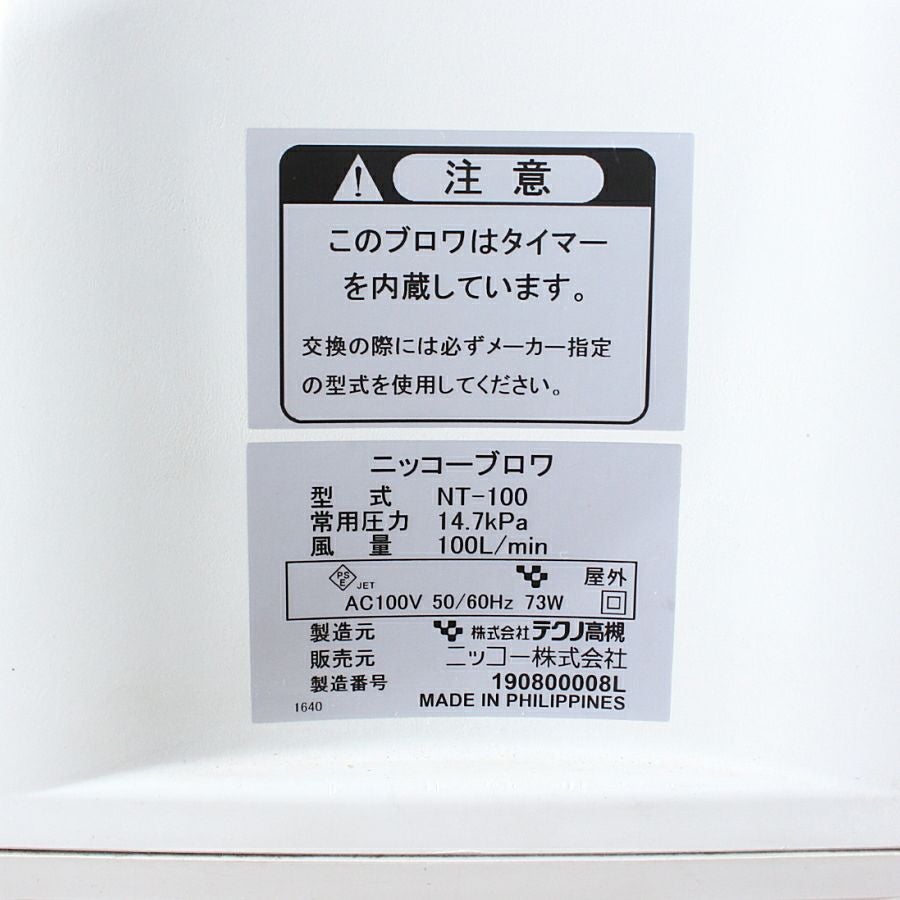 注意
このブロワはタイマー
を内蔵しています。
交換の際には必ずメーカー指定
の型式を使用してください。
ニッコーブロワ
型 式 NT-100
常用圧力 14.7kPa
風 量 100L/min
PS E JET 屋外
AC100V 50/60Hz 73W
製造元 株式会社テクノ高槻
販売元 ニッコー株式会社
製造番号 190800008L
1640 MADE IN PHILIPPINES